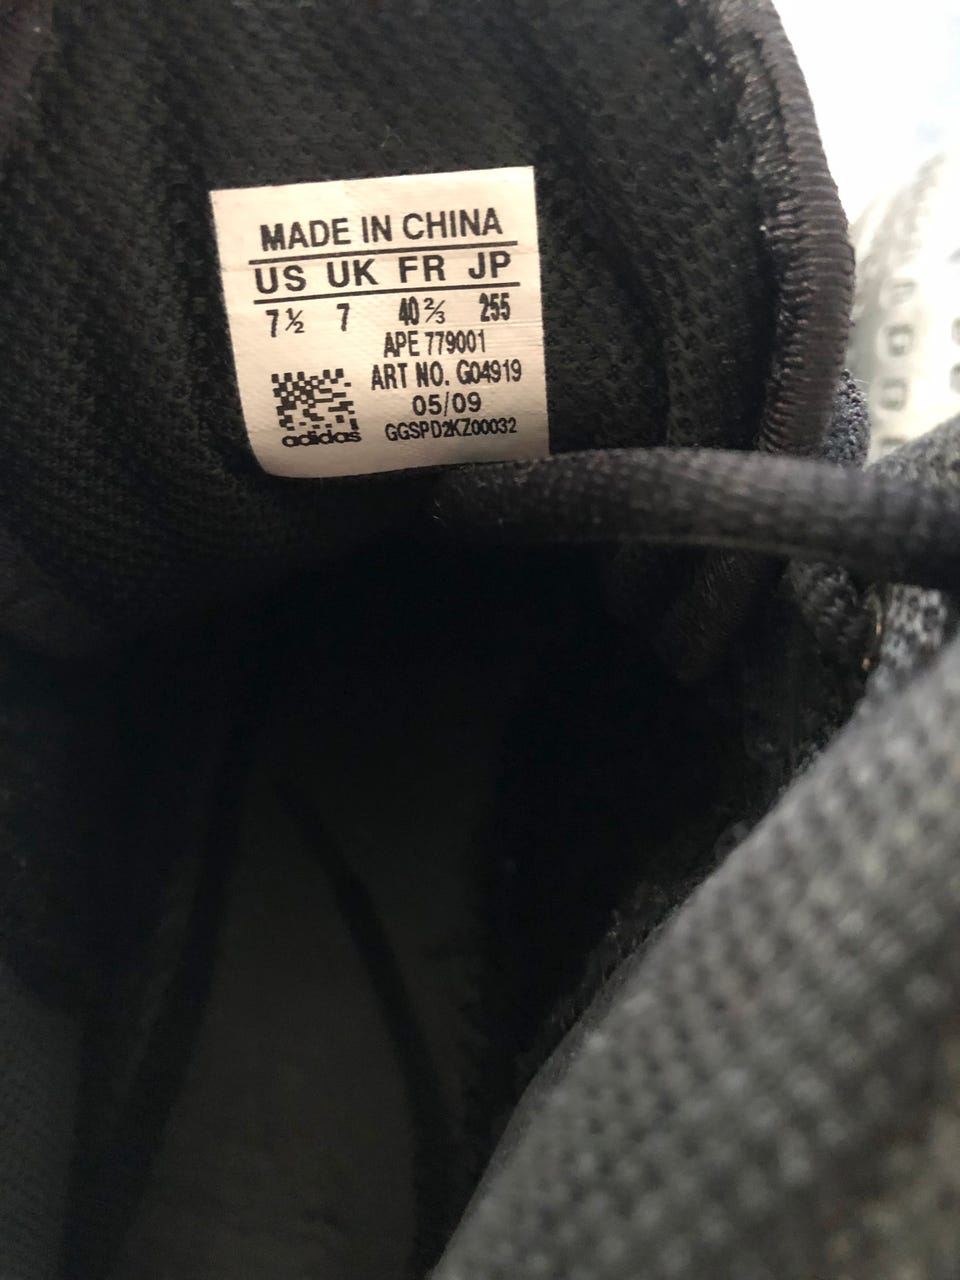 MADE IN CHINA
US UK FR JP
7½ 7 40⅔ 255
APE 779001
ART NO. G04919
05/09
adidas GGSPD2KZ00032